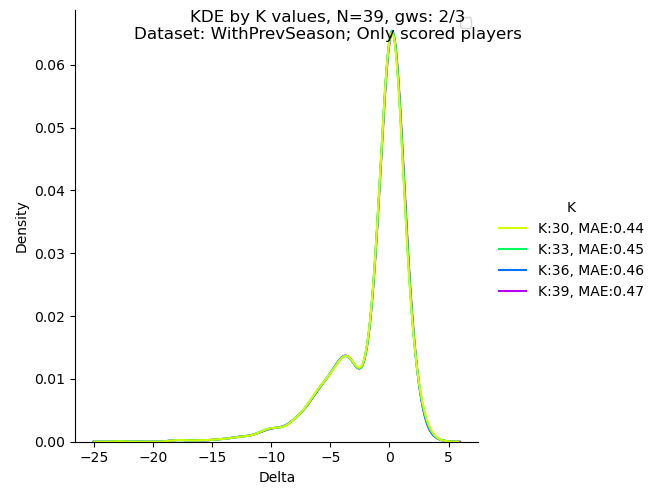 KDE by K values, N=39, gws: 2/3
Dataset: WithPrevSeason; Only scored players
0.06
0.05
0.04
0.03
0.02
0.01
0.00
Density
−25
−20
−15
−10
−5
0
5
Delta
K
K:30, MAE:0.44
K:33, MAE:0.45
K:36, MAE:0.46
K:39, MAE:0.47